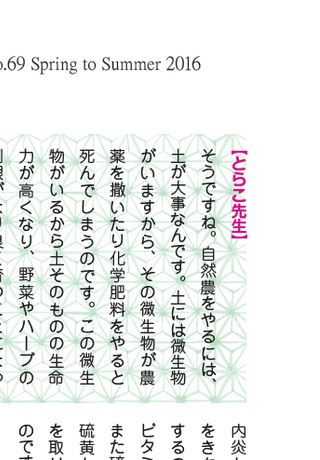 .69 Spring to Summer 2016
【とらこ先生】
そうですね。自然農をやるには、
土が大事なんです。土には微生物
がいますから、その微生物が農
薬を撒いたり化学肥料をやると
死んでしまうのです。この微生
物がいるから土そのものの生命
力が高くなり、野菜やハーブの
内炎
をき
するの
ビタミ
また
硫黄
を取り
のです